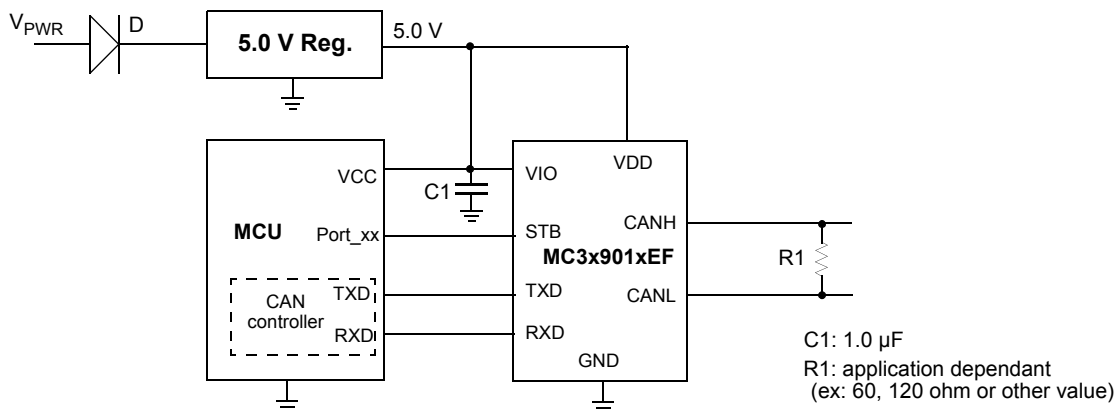 VPWR
D
5.0 V Reg.
5.0 V
VCC
C1
VIO
VDD
MCU
Port_xx
STB
MC3x901xEF
CANH
R1
CAN
controller
TXD
TXD
CANL
RXD
RXD
GND
C1: 1.0 µF
R1: application dependant
(ex: 60, 120 ohm or other value)